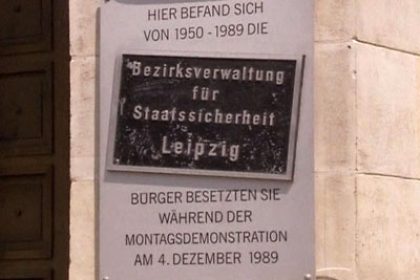 HIER BEFAND SICH
VON 1950-1989 DIE
Bezirksverwaltung
für
Staatssicherheit
Leipzig
BÜRGER BESETZTEN SIE
WÄHREND DER
MONTAGSDEMONSTRATION
AM 4. DEZEMBER 1989